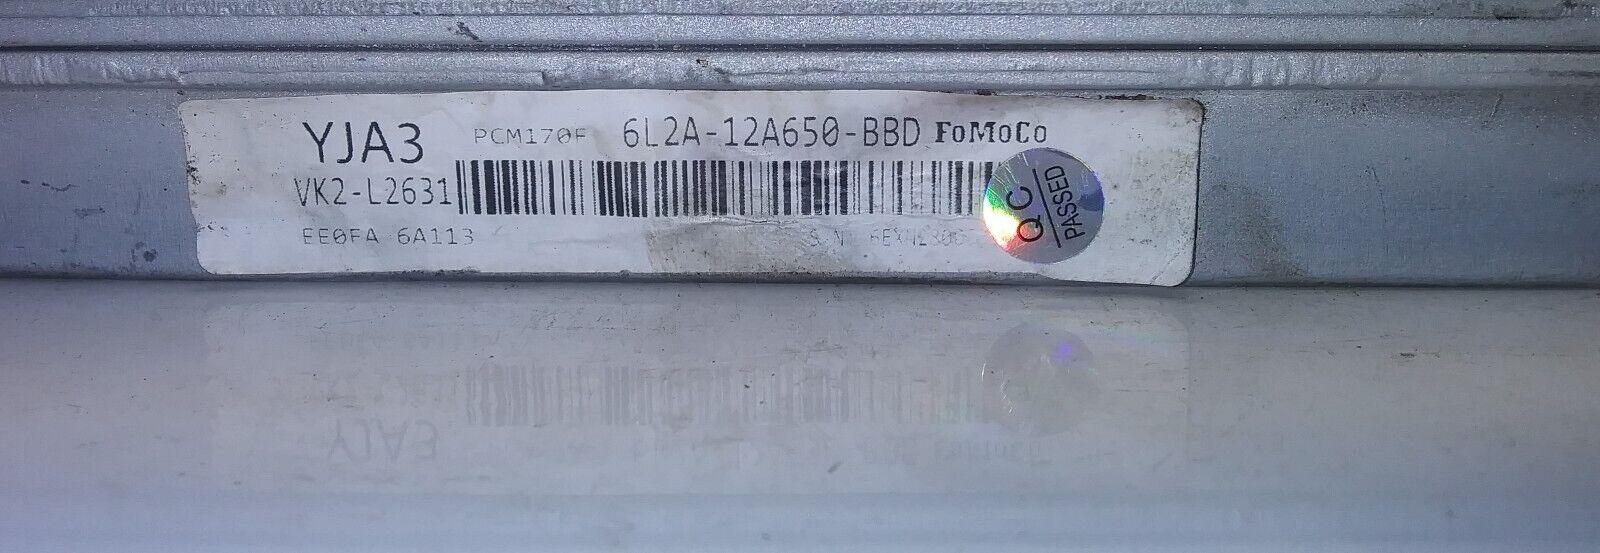 YJA3 PCM170F 6L2A-12A650-BBD FoMoCo
VK2-L2631
EE0FA 6A113 S/N
QC
PASSED